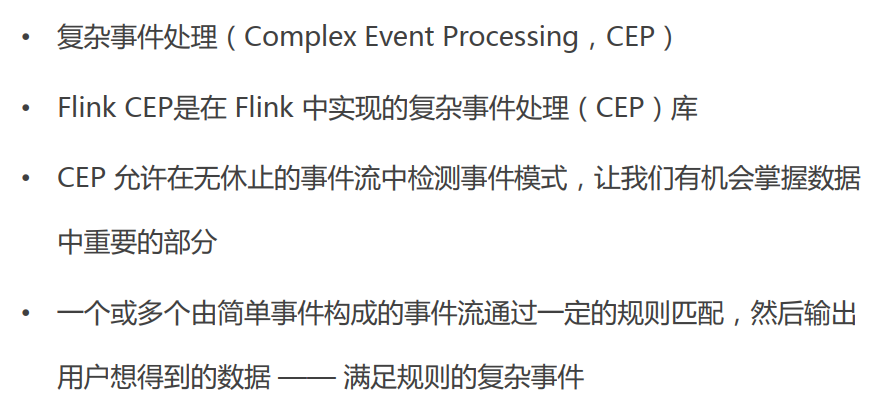 • 复杂事件处理（Complex Event Processing，CEP）
• Flink CEP是在 Flink 中实现的复杂事件处理（CEP）库
• CEP 允许在无休止的事件流中检测事件模式，让我们有机会掌握数据
中重要的部分
• 一个或多个由简单事件构成的事件流通过一定的规则匹配，然后输出
用户想得到的数据 —— 满足规则的复杂事件